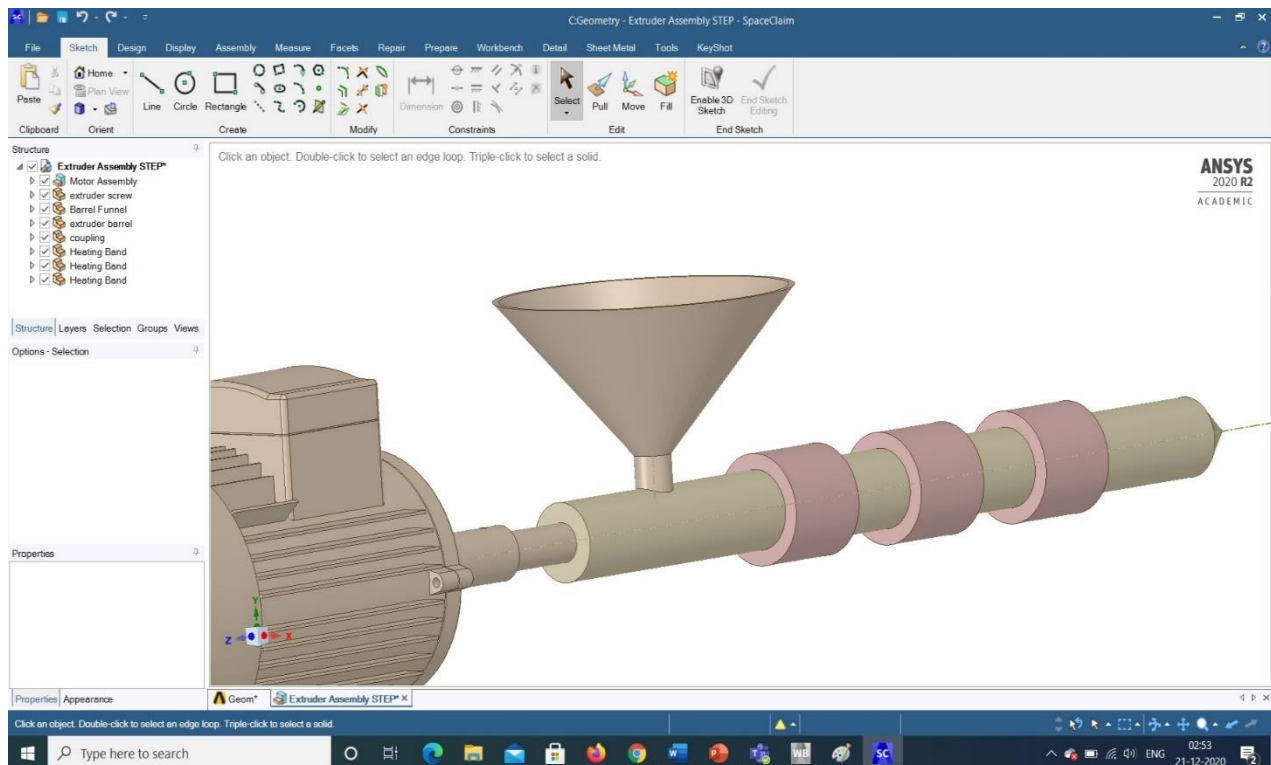 C:Geometry - Extruder Assembly STEP - SpaceClaim
File Sketch Design Display Assembly Measure Facets Repair Prepare Workbench Detail Sheet Metal Tools KeyShot
Paste
Home
Plan View
Line Circle Rectangle
Dimension
Select Pull Move Fill
Enable 3D Sketch
End Sketch Editing
Clipboard Orient Create Modify Constraints Edit End Sketch
Structure
Extruder Assembly STEP*
Motor Assembly
extruder screw
Barrel Funnel
extruder barrel
coupling
Heating Band
Heating Band
Heating Band
Structure Layers Selection Groups Views
Options - Selection
Properties
Properties Appearance
Click an object. Double-click to select an edge loop. Triple-click to select a solid.
ANSYS
2020 R2
ACADEMIC
Y
Z
X
Geom* Extruder Assembly STEP*
Click an object. Double-click to select an edge loop. Triple-click to select a solid.
Type here to search
WB
SC
ENG
02:53
21-12-2020